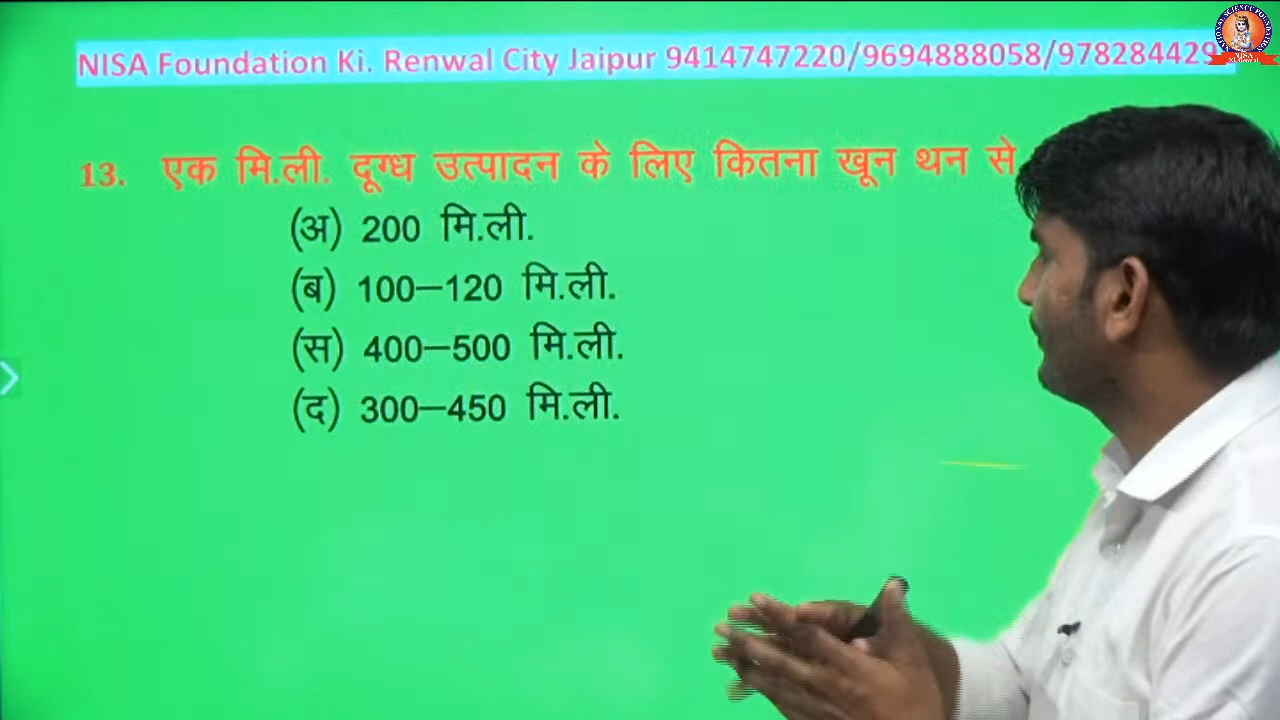 NISA Foundation Ki. Renwal City Jaipur 9414747220/9694888058/978284429
13. एक मि.ली. दूग्ध उत्पादन के लिए कितना खून थन से
(अ) 200 मि.ली.
(ब) 100–120 मि.ली.
(स) 400–500 मि.ली.
(द) 300–450 मि.ली.